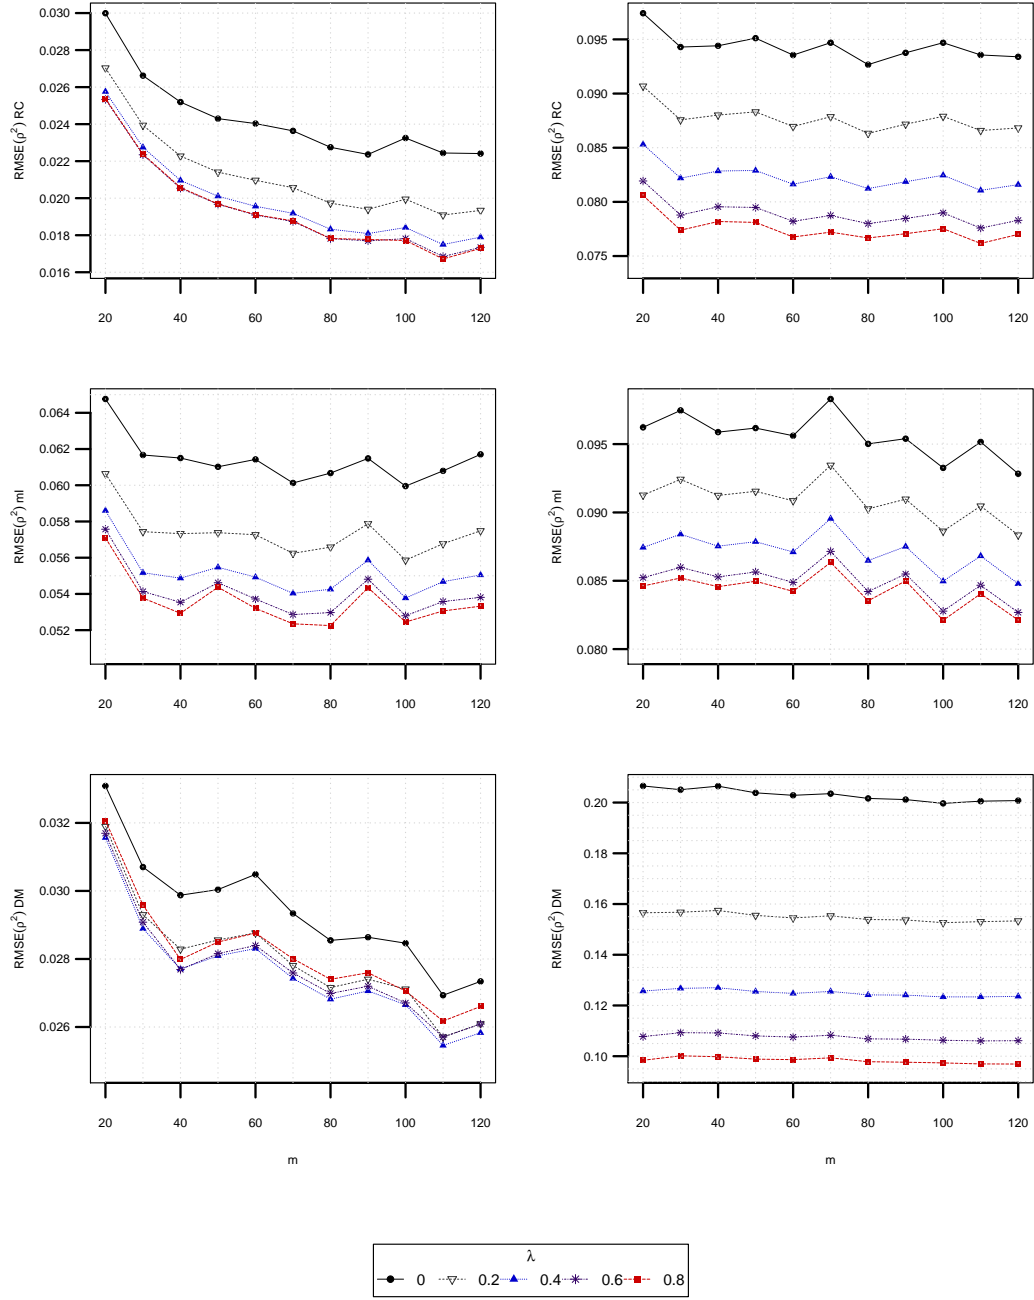 RMSE(ρ²) RC
0.030
0.028
0.026
0.024
0.022
0.020
0.018
0.016
20 40 60 80 100 120
RMSE(ρ²) RC
0.095
0.090
0.085
0.080
0.075
20 40 60 80 100 120
RMSE(ρ²) ml
0.064
0.062
0.060
0.058
0.056
0.054
0.052
20 40 60 80 100 120
RMSE(ρ²) ml
0.095
0.090
0.085
0.080
20 40 60 80 100 120
RMSE(ρ²) DM
0.032
0.030
0.028
0.026
20 40 60 80 100 120
m
RMSE(ρ²) DM
0.20
0.18
0.16
0.14
0.12
0.10
20 40 60 80 100 120
m
λ
0 0.2 0.4 0.6 0.8